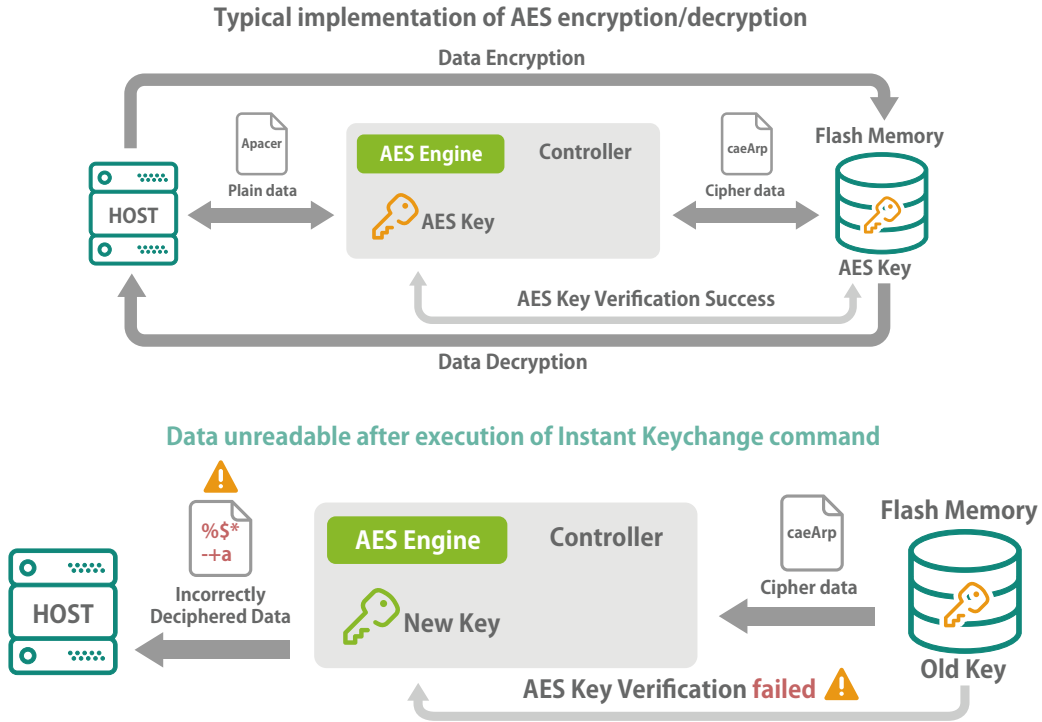 Typical implementation of AES encryption/decryption
Data Encryption
Apacer
Plain data
AES Engine
Controller
AES Key
caeArp
Cipher data
Flash Memory
HOST
AES Key
AES Key Verification Success
Data Decryption
Data unreadable after execution of Instant Keychange command
%$*
-+a
Incorrectly
Deciphered Data
HOST
AES Engine
Controller
New Key
caeArp
Cipher data
Flash Memory
Old Key
AES Key Verification failed